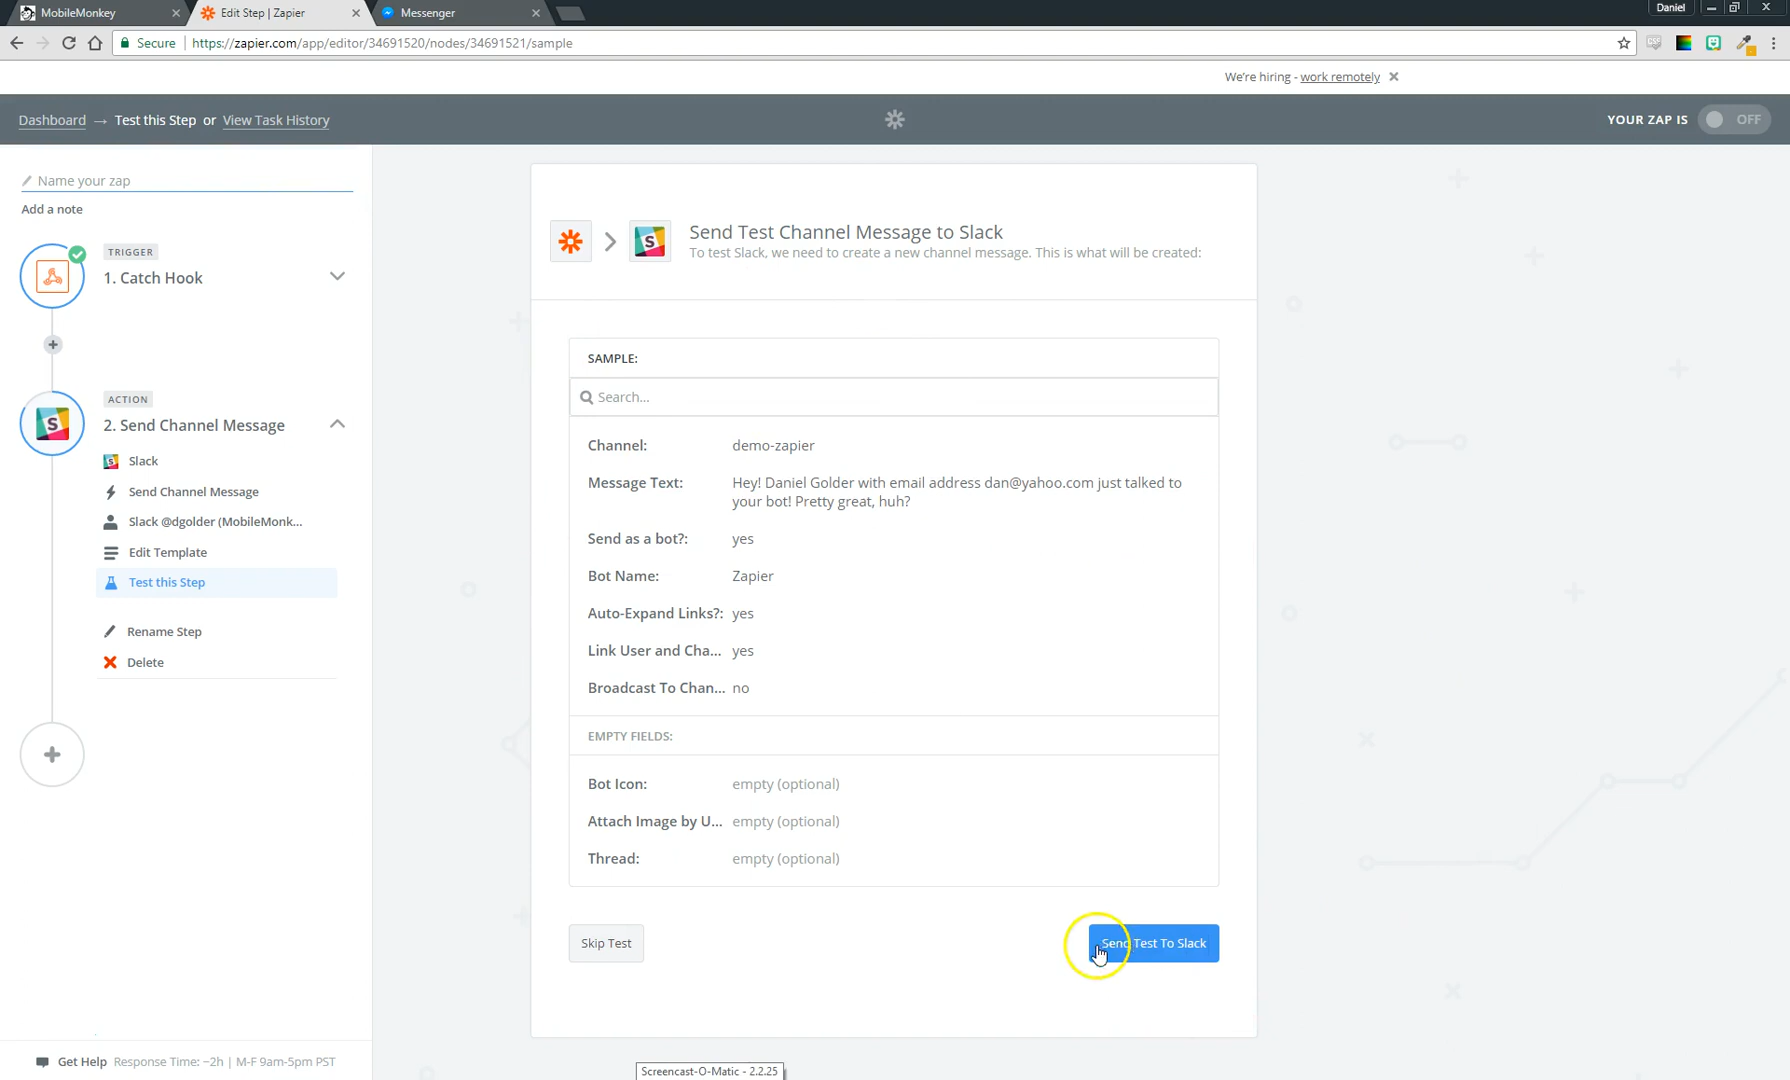 MobileMonkey
Edit Step | Zapier
Messenger
Daniel
Secure
https://zapier.com/app/editor/34691520/nodes/34691521/sample
We're hiring - work remotely
Dashboard → Test this Step or View Task History
YOUR ZAP IS
OFF
Name your zap
Add a note
TRIGGER
1. Catch Hook
ACTION
2. Send Channel Message
Slack
Send Channel Message
Slack @dgolder (MobileMonk...
Edit Template
Test this Step
Rename Step
Delete
Get Help Response Time: ~2h | M-F 9am-5pm PST
S
Send Test Channel Message to Slack
To test Slack, we need to create a new channel message. This is what will be created:
SAMPLE:
Search...
Channel: demo-zapier
Message Text: Hey! Daniel Golder with email address dan@yahoo.com just talked to
your bot! Pretty great, huh?
Send as a bot?: yes
Bot Name: Zapier
Auto-Expand Links?: yes
Link User and Cha... yes
Broadcast To Chan... no
EMPTY FIELDS:
Bot Icon: empty (optional)
Attach Image by U... empty (optional)
Thread: empty (optional)
Skip Test
Send Test To Slack
Screencast-O-Matic - 2.2.25